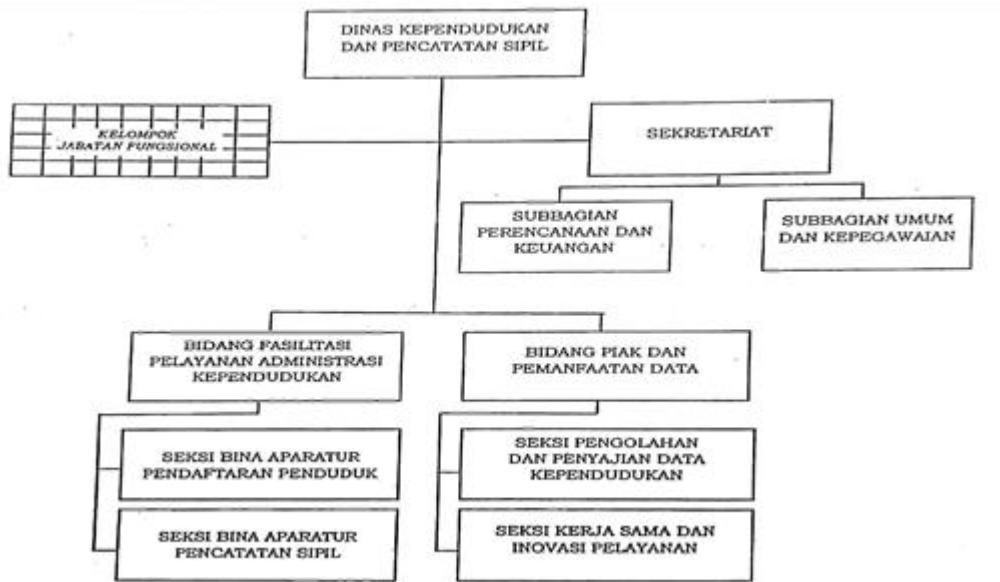 DINAS KEPENDUDUKAN
DAN PENCATATAN SIPIL
KELOMPOK
JABATAN FUNGSIONAL
SEKRETARIAT
SUBBAGIAN
PERENCANAAN DAN
KEUANGAN
SUBBAGIAN UMUM
DAN KEPEGAWAIAN
BIDANG FASILITASI
PELAYANAN ADMINISTRASI
KEPENDUDUKAN
BIDANG PIAK DAN
PEMANFAATAN DATA
SEKSI BINA APARATUR
PENDAFTARAN PENDUDUK
SEKSI PENGOLAHAN
DAN PENYAJIAN DATA
KEPENDUDUKAN
SEKSI BINA APARATUR
PENCATATAN SIPIL
SEKSI KERJA SAMA DAN
INOVASI PELAYANAN